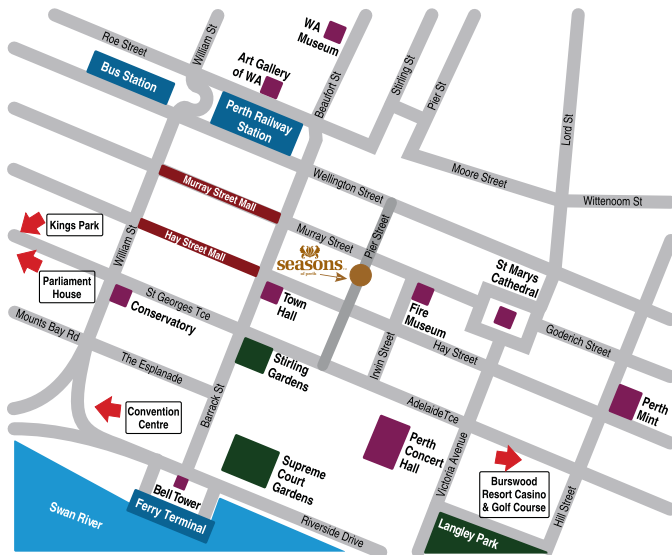 WA
Museum
Roe Street
William St
Art Gallery
of WA
Bus Station
Beaufort St
Stirling St
Pier St
Lord St
Perth Railway
Station
Moore Street
Wellington Street
Wittenoom St
Murray Street Mall
Pier Street
Kings Park
William St
Hay Street Mall
Murray Street
seasons
of perth
St Marys
Cathedral
Parliament
House
St Georges Tce
Conservatory
Town
Hall
Fire
Museum
Goderich Street
Mounts Bay Rd
The Esplanade
Stirling
Gardens
Irwin Street
Hay Street
Barrack St
Adelaide Tce
Perth
Mint
Convention
Centre
Perth
Concert
Hall
Victoria Avenue
Supreme
Court
Gardens
Burswood
Resort Casino
& Golf Course
Bell Tower
Ferry Terminal
Swan River
Riverside Drive
Langley Park
Hill Street